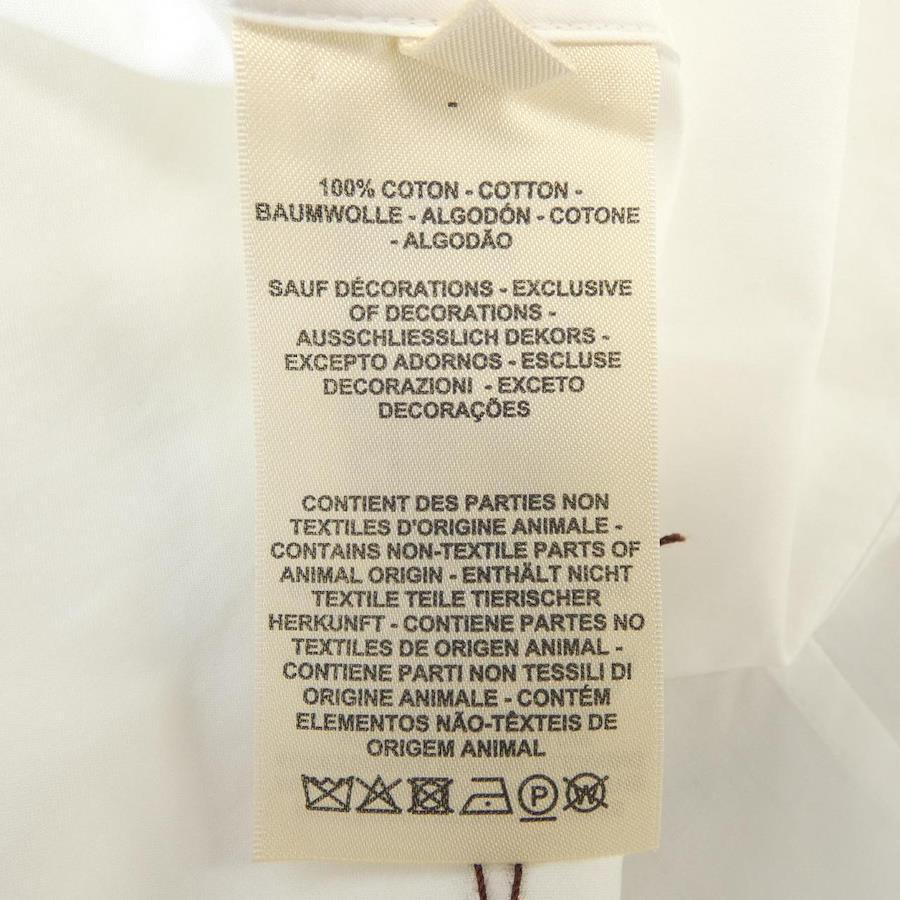 -
100% COTON - COTTON -
BAUMWOLLE - ALGODÓN - COTONE
- ALGODÃO
SAUF DÉCORATIONS - EXCLUSIVE
OF DECORATIONS -
AUSSCHLIESSLICH DEKORS -
EXCEPTO ADORNOS - ESCLUSE
DECORAZIONI - EXCETO
DECORAÇÕES
CONTIENT DES PARTIES NON
TEXTILES D'ORIGINE ANIMALE -
CONTAINS NON-TEXTILE PARTS OF
ANIMAL ORIGIN - ENTHÄLT NICHT
TEXTILE TEILE TIERISCHER
HERKUNFT - CONTIENE PARTES NO
TEXTILES DE ORIGEN ANIMAL -
CONTIENE PARTI NON TESSILI DI
ORIGINE ANIMALE - CONTÉM
ELEMENTOS NÃO-TÊXTEIS DE
ORIGEM ANIMAL
P W